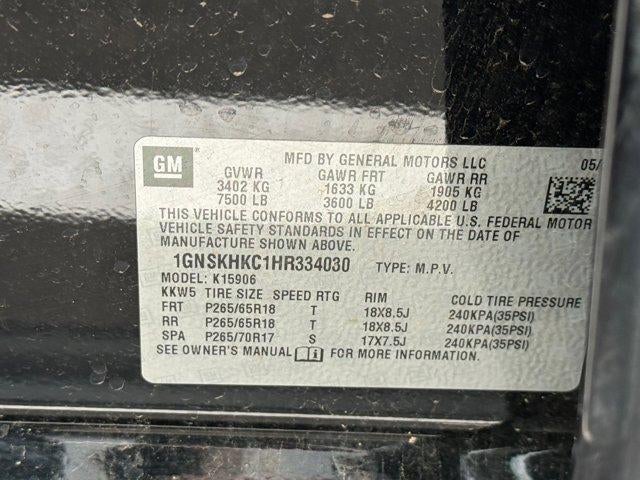 GM ® MFD BY GENERAL MOTORS LLC 05/
GVWR GAWR FRT GAWR RR
3402 KG 1633 KG 1905 KG
7500 LB 3600 LB 4200 LB
THIS VEHICLE CONFORMS TO ALL APPLICABLE U.S. FEDERAL MOTOR
VEHICLE SAFETY STANDARDS IN EFFECT ON THE DATE OF
MANUFACTURE SHOWN ABOVE.
1GNSKHKC1HR334030 TYPE: M.P.V.
MODEL: K15906
KKW5 TIRE SIZE SPEED RTG RIM COLD TIRE PRESSURE
FRT P265/65R18 T 18X8.5J 240KPA(35PSI)
RR P265/65R18 T 18X8.5J 240KPA(35PSI)
SPA P265/70R17 S 17X7.5J 240KPA(35PSI)
SEE OWNER'S MANUAL FOR MORE INFORMATION.